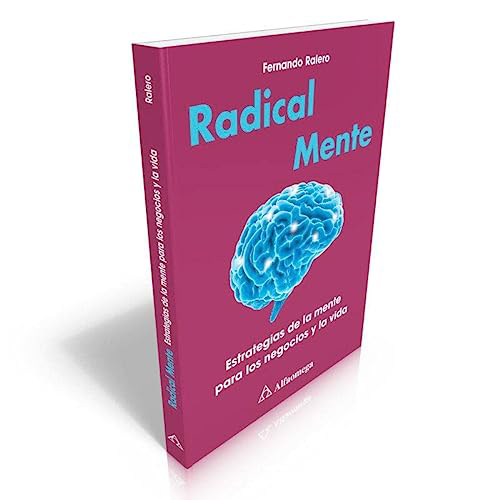 Fernando Ralero
Radical
Mente
Estrategias de la mente
para los negocios y la vida
Alfaomega
Ralero
Radical Mente Estrategias de la mente para los negocios y la vida